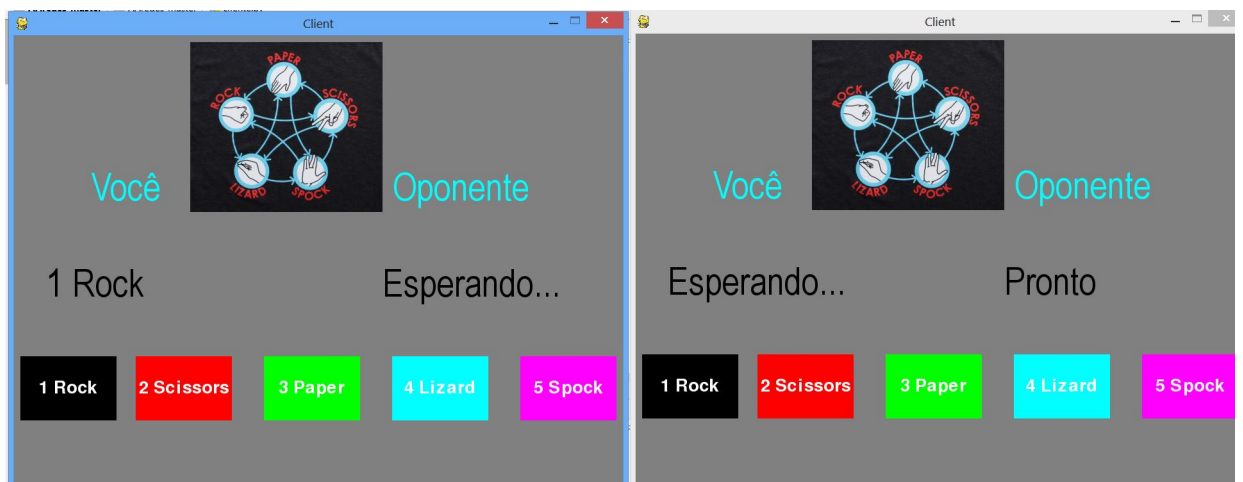 Client
PAPER
ROCK
SCISSORS
LIZARD
SPOCK
Você
Oponente
1 Rock
Esperando...
1 Rock
2 Scissors
3 Paper
4 Lizard
5 Spock
Client
PAPER
ROCK
SCISSORS
LIZARD
SPOCK
Você
Oponente
Esperando...
Pronto
1 Rock
2 Scissors
3 Paper
4 Lizard
5 Spock